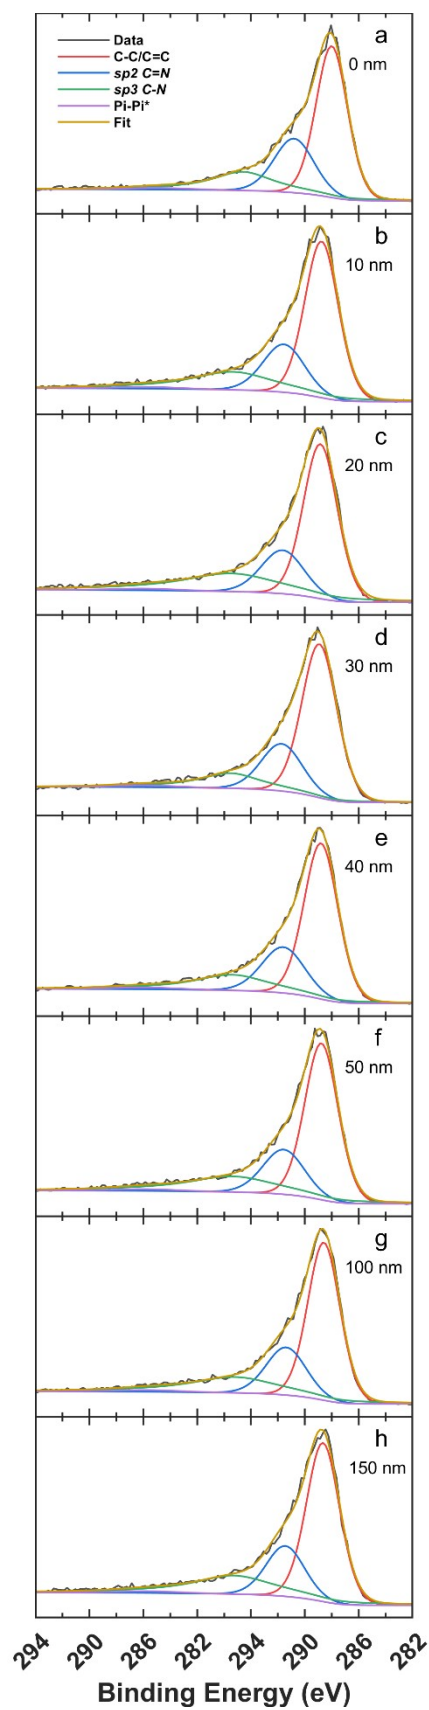 a
0 nm
Data
C-C/C=C
sp2 C=N
sp3 C-N
Pi-Pi*
Fit
b
10 nm
c
20 nm
d
30 nm
e
40 nm
f
50 nm
g
100 nm
h
150 nm
294 290 286 282 294 290 286 282
Binding Energy (eV)